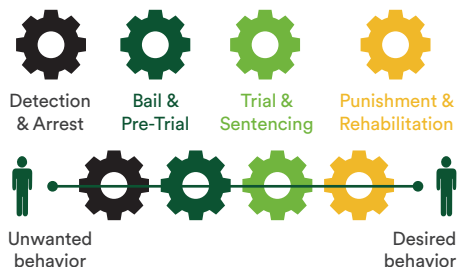 Detection
& Arrest
Bail &
Pre-Trial
Trial &
Sentencing
Punishment &
Rehabilitation
Unwanted
behavior
Desired
behavior